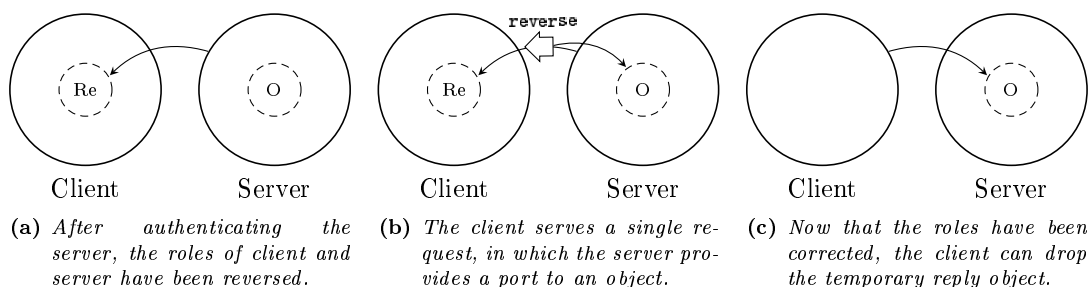 reverse
Re
O
Re
O
O
Client
Server
Client
Server
Client
Server
(a) After authenticating the
server, the roles of client and
server have been reversed.
(b) The client serves a single re-
quest, in which the server pro-
vides a port to an object.
(c) Now that the roles have been
corrected, the client can drop
the temporary reply object.